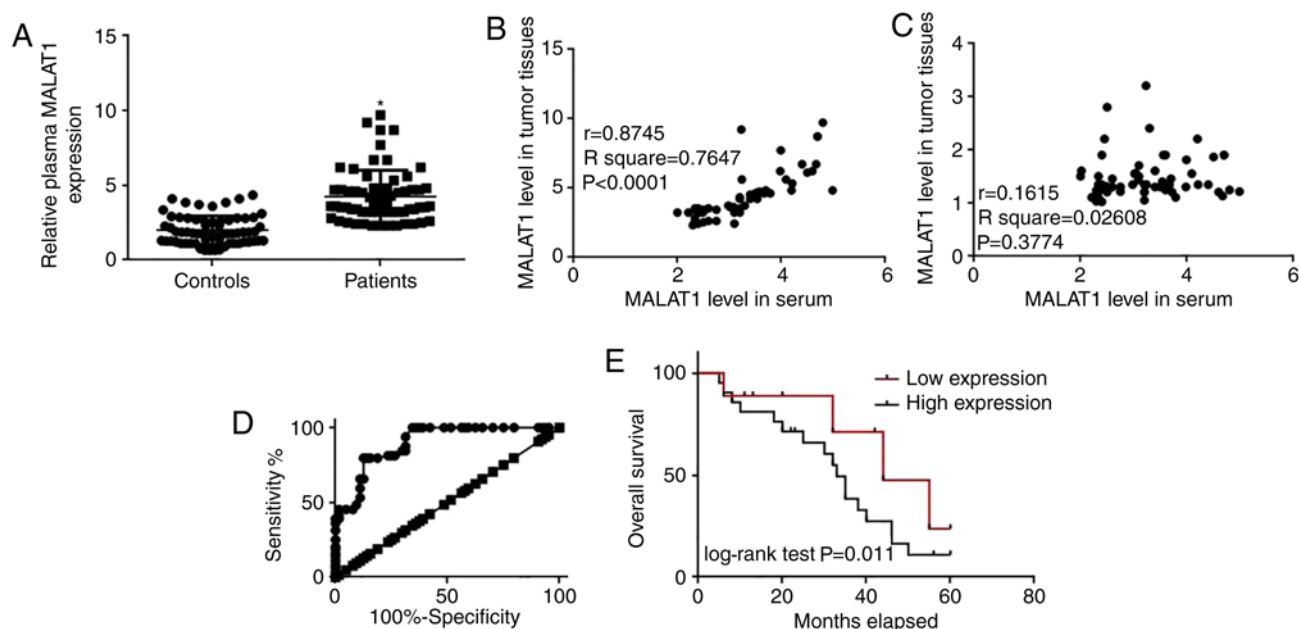 A
Relative plasma MALAT1
expression
15
10
5
0
*
Controls
Patients
B
MALAT1 level in tumor tissues
15
10
5
0
r=0.8745
R square=0.7647
P<0.0001
0
2
4
6
MALAT1 level in serum
C
MALAT1 level in tumor tissues
4
3
2
1
0
r=0.1615
R square=0.02608
P=0.3774
0
2
4
6
MALAT1 level in serum
D
Sensitivity %
100
50
0
0
50
100
100%-Specificity
E
Overall survival
100
50
0
Low expression
High expression
log-rank test P=0.011
0
20
40
60
80
Months elapsed